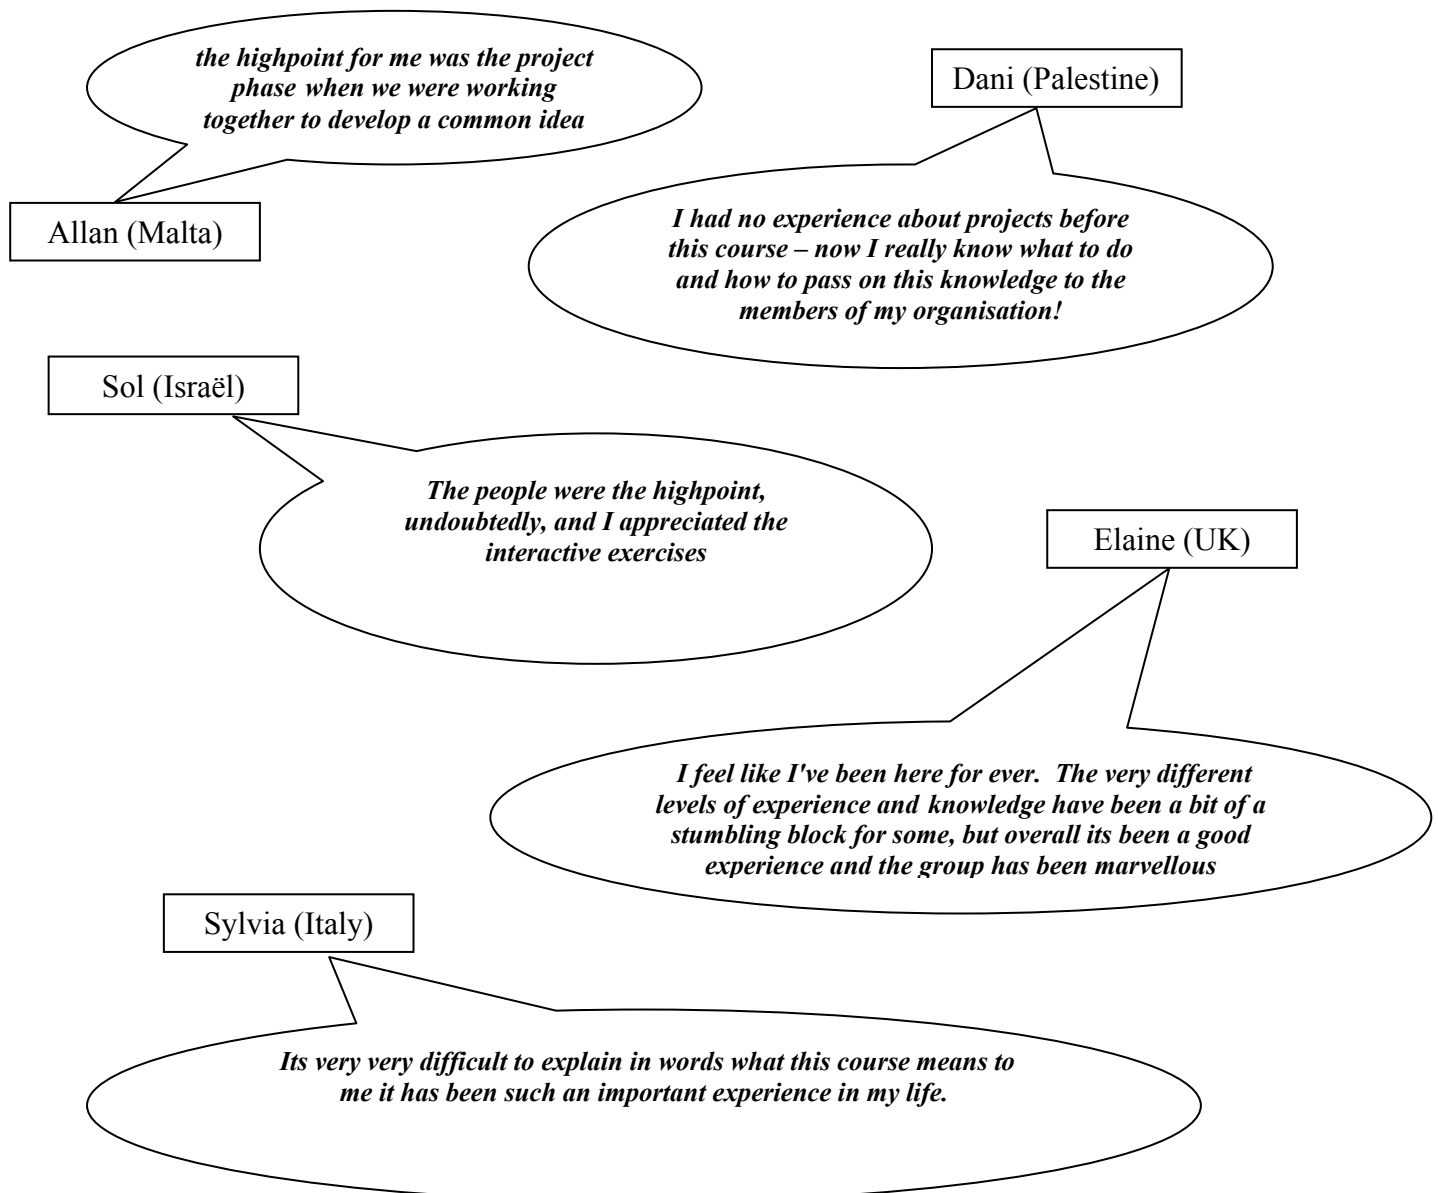 the highpoint for me was the project
phase when we were working
together to develop a common idea
Allan (Malta)
Dani (Palestine)
I had no experience about projects before
this course – now I really know what to do
and how to pass on this knowledge to the
members of my organisation!
Sol (Israël)
The people were the highpoint,
undoubtedly, and I appreciated the
interactive exercises
Elaine (UK)
I feel like I've been here for ever.  The very different
levels of experience and knowledge have been a bit of a
stumbling block for some, but overall its been a good
experience and the group has been marvellous
Sylvia (Italy)
Its very very difficult to explain in words what this course means to
me it has been such an important experience in my life.